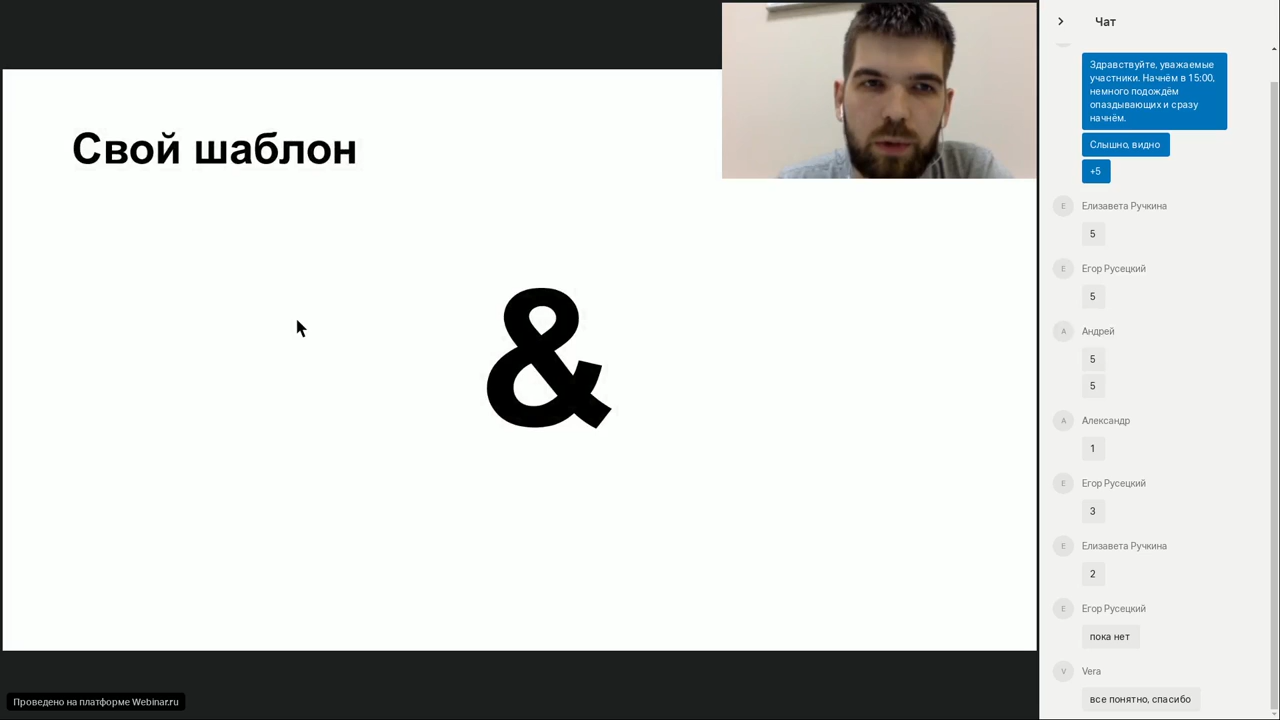 Свой шаблон
&
Проведено на платформе Webinar.ru
Чат
Здравствуйте, уважаемые
участники. Начнём в 15:00,
немного подождём
опаздывающих и сразу
начнём.
Слышно, видно
+5
Е
Елизавета Ручкина
5
Е
Егор Русецкий
5
А
Андрей
5
5
А
Александр
1
Е
Егор Русецкий
3
Е
Елизавета Ручкина
2
Е
Егор Русецкий
пока нет
V
Vera
все понятно, спасибо